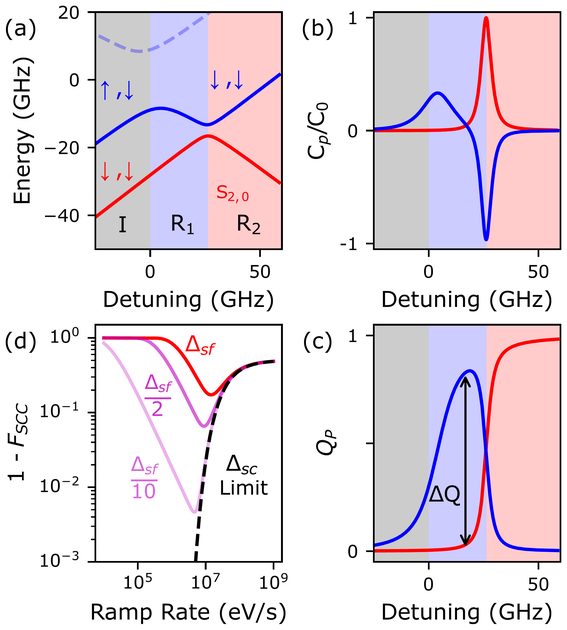 (a)
Energy (GHz)
20
0
−20
−40
↑,↓
↓,↓
↓,↓
S2,0
I
R1
R2
0
50
Detuning (GHz)
(b)
CP/C0
1
0
-1
0
50
Detuning (GHz)
(d)
1 - FSCC
10^0
10^−1
10^−2
10^−3
Δsf
Δsf
2
Δsf
10
Δsc
Limit
10^5
10^7
10^9
Ramp Rate (eV/s)
(c)
QP
1
0
ΔQ
0
50
Detuning (GHz)